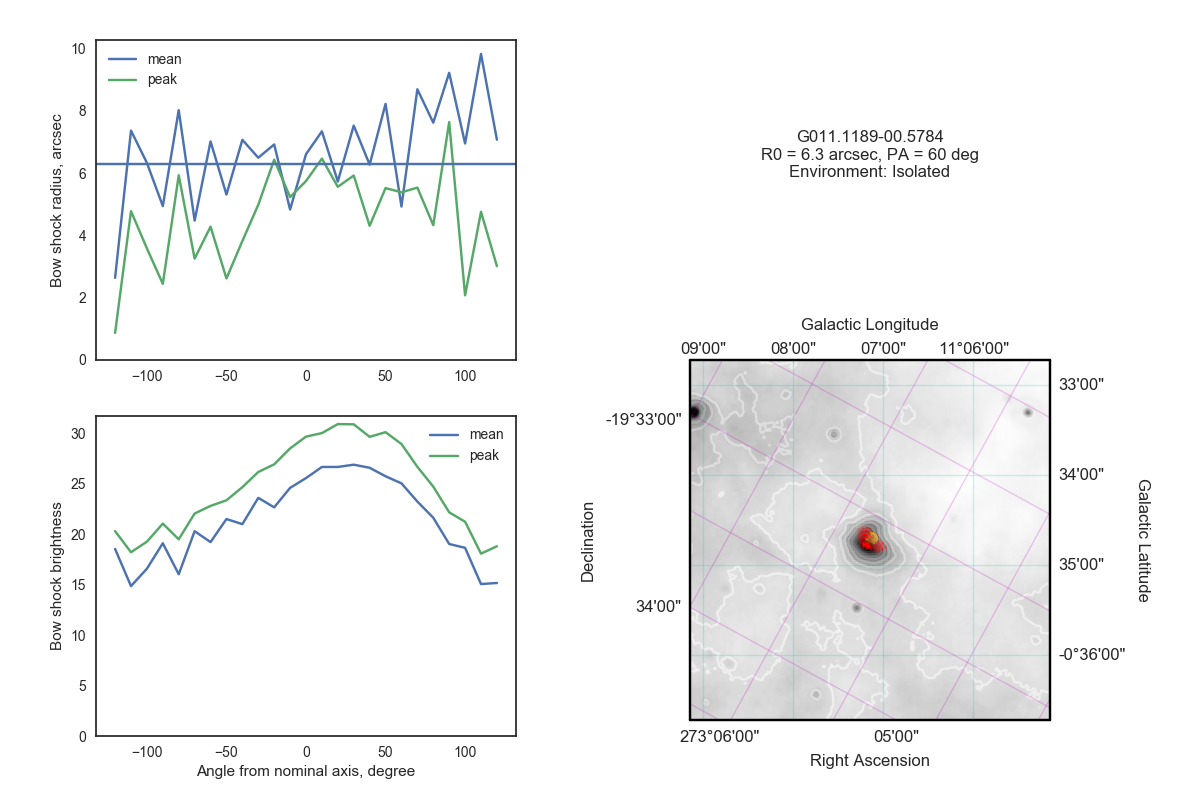 10
8
6
4
2
0
Bow shock radius, arcsec
mean
peak
−100
−50
0
50
100
30
25
20
15
10
5
0
Bow shock brightness
mean
peak
−100
−50
0
50
100
Angle from nominal axis, degree
G011.1189-00.5784
R0 = 6.3 arcsec, PA = 60 deg
Environment: Isolated
Galactic Longitude
09'00"
08'00"
07'00"
11°06'00"
-19°33'00"
34'00"
Declination
33'00"
34'00"
35'00"
-0°36'00"
Galactic Latitude
273°06'00"
05'00"
Right Ascension